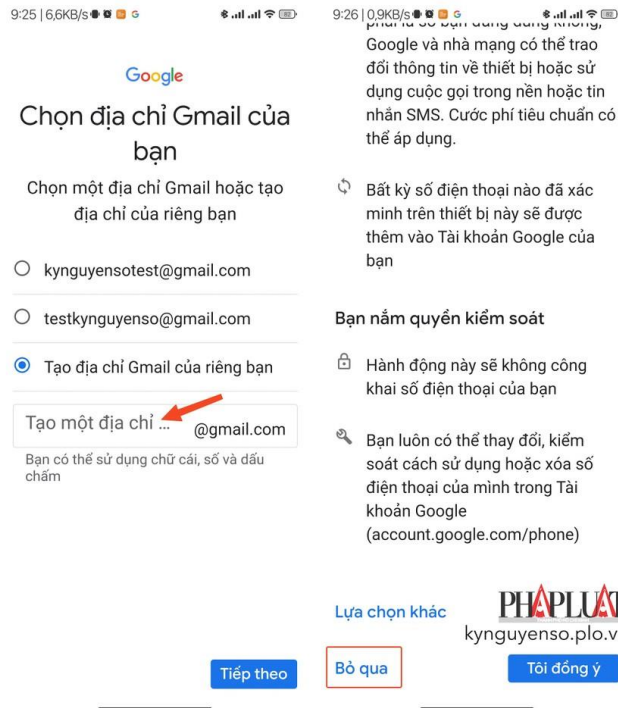 9:25 | 6,6KB/s
82
Google
Chọn địa chỉ Gmail của
bạn
Chọn một địa chỉ Gmail hoặc tạo
địa chỉ của riêng bạn
kynguyensotest@gmail.com
testkynguyenso@gmail.com
Tạo địa chỉ Gmail của riêng bạn
Tạo một địa chỉ ...
@gmail.com
Bạn có thể sử dụng chữ cái, số và dấu
chấm
Tiếp theo
9:26 | 0,9KB/s
82
Google và nhà mạng có thể trao
đổi thông tin về thiết bị hoặc sử
dụng cuộc gọi trong nền hoặc tin
nhắn SMS. Cước phí tiêu chuẩn có
thể áp dụng.
Bất kỳ số điện thoại nào đã xác
minh trên thiết bị này sẽ được
thêm vào Tài khoản Google của
bạn
Bạn nắm quyền kiểm soát
Hành động này sẽ không công
khai số điện thoại của bạn
Bạn luôn có thể thay đổi, kiểm
soát cách sử dụng hoặc xóa số
điện thoại của mình trong Tài
khoản Google
(account.google.com/phone)
Lựa chọn khác
PHÁPLUẬT
kynguyenso.plo.v
Bỏ qua
Tôi đồng ý